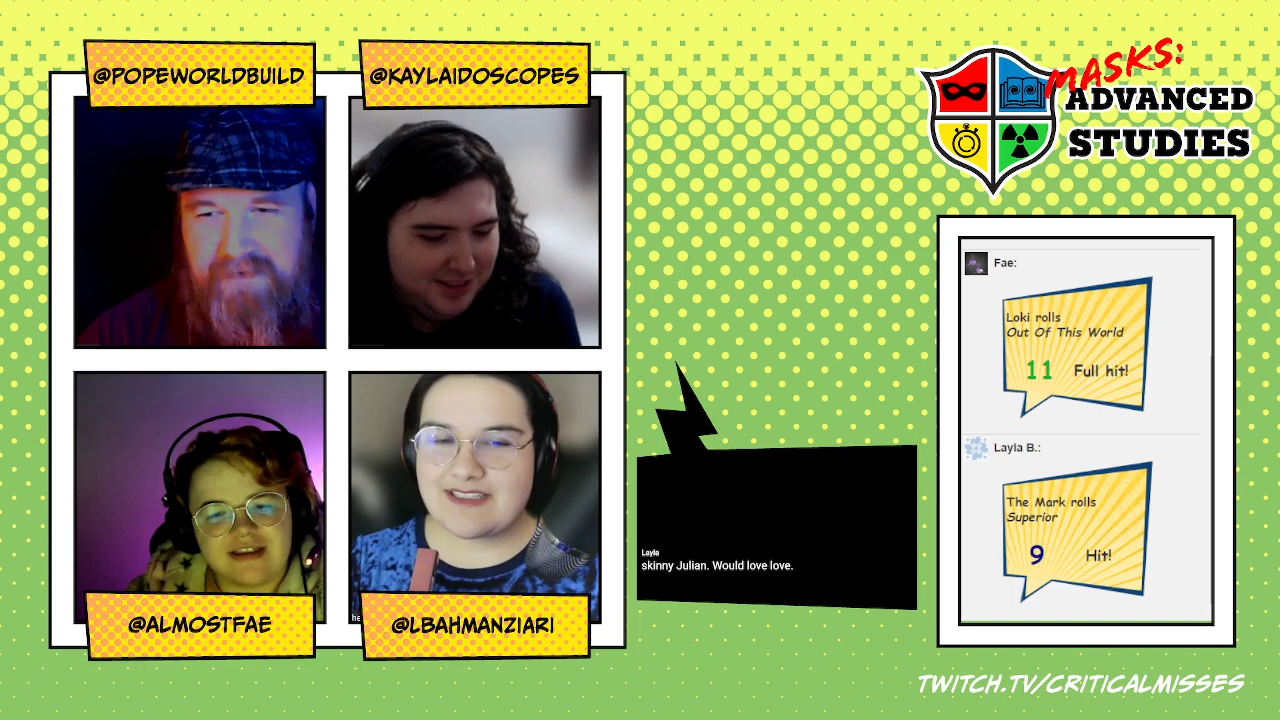 @POPEWORLDBUILD
@KAYLAIDOSCOPES
MASKS:
ADVANCED
STUDIES
Fae:
Loki rolls
Out Of This World
11 Full hit!
Layla B.:
The Mark rolls
Superior
9 Hit!
Layla
skinny Julian. Would love love.
he
@ALMOSTFAE
@LBAHMANZIARI
TWITCH.TV/CRITICALMISSES